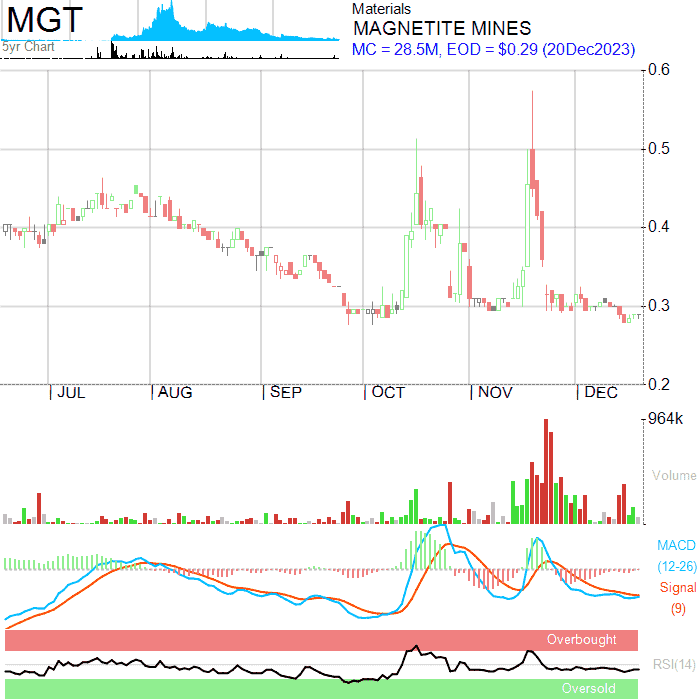 MGT
5yr Chart
Materials
MAGNETITE MINES
MC = 28.5M, EOD = $0.29 (20Dec2023)
0.6
0.5
0.4
0.3
0.2
JUL AUG SEP OCT NOV DEC
964k
Volume
MACD
(12-26)
Signal
(9)
Overbought
RSI(14)
Oversold